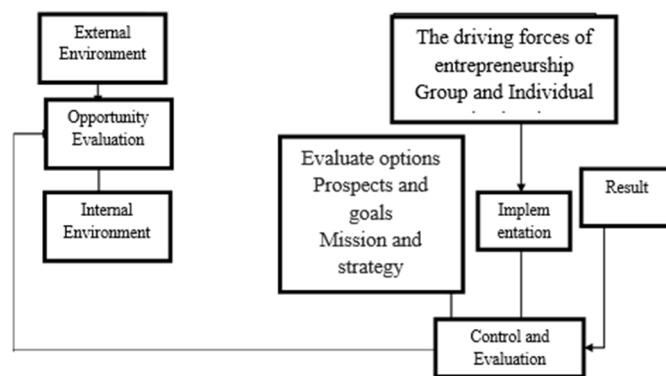 External
Environment
Opportunity
Evaluation
Internal
Environment
The driving forces of
entrepreneurship
Group and Individual
Evaluate options
Prospects and
goals
Mission and
strategy
Implem
entation
Result
Control and
Evaluation